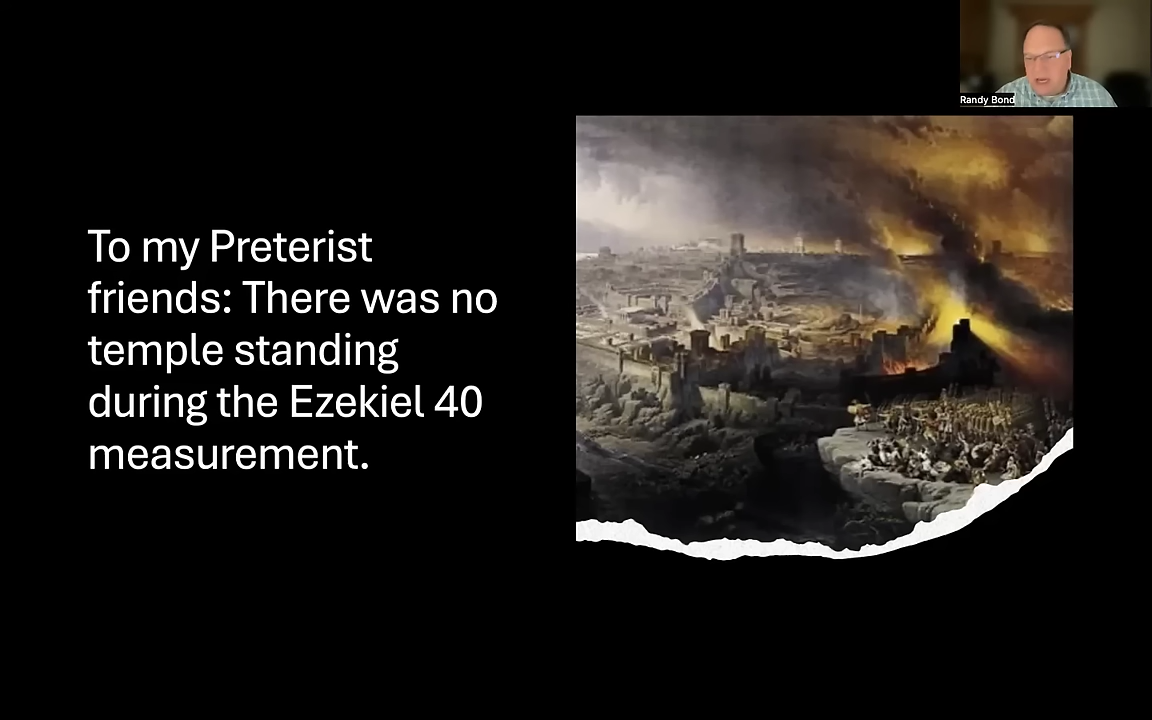 Randy Bond
To my Preterist
friends: There was no
temple standing
during the Ezekiel 40
measurement.